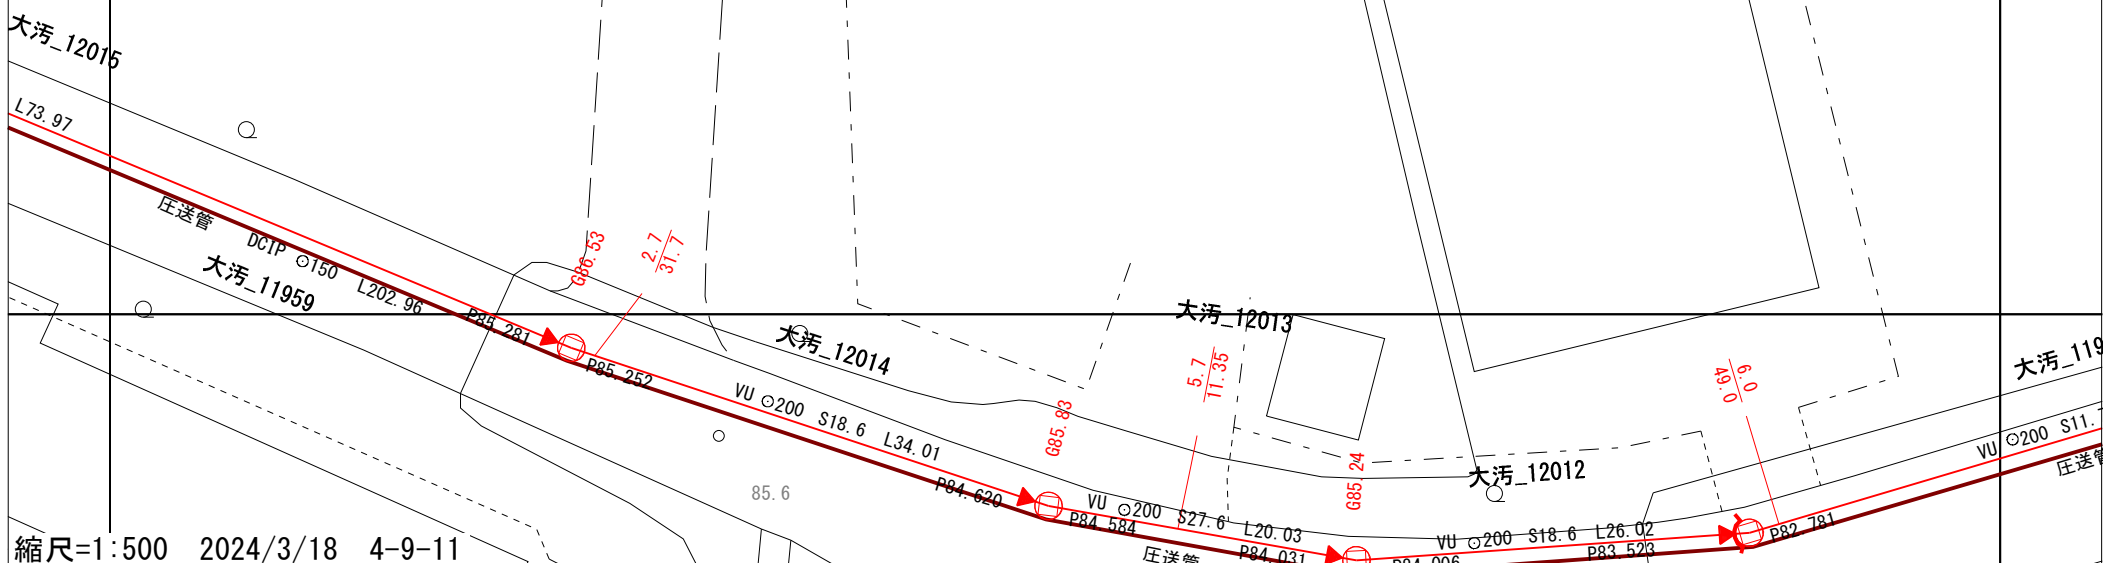 大汚_12015
L73.97
圧送管 DCIP ⊙150 L202.96
大汚_11959
P85.281
G86.53
2.7
31.7
P85.252
VU ⊙200 S18.6 L34.01
大汚_12014
P84.620
85.6
G85.83
P84.584
VU ⊙200 S27.6 L20.03
大汚_12013
5.7
11.35
P84.031
圧送管
G85.24
大汚_12012
VU ⊙200 S18.6 L26.02
P83.523
6.0
49.0
P82.781
VU ⊙200 S11.
大汚_119
圧送管
縮尺=1:500 2024/3/18 4-9-11